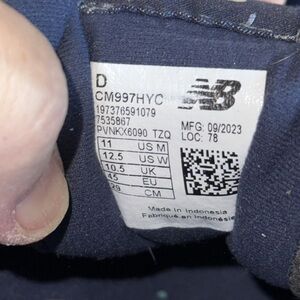 D
CM997HYC
197376591079
7535867
PVNKX6090 TZQ
MFG: 09/2023
LOC: 78
11 US M
12.5 US W
10.5 UK
45 EU
29 CM
Made in Indonesia
Fabriqué en Indonésie